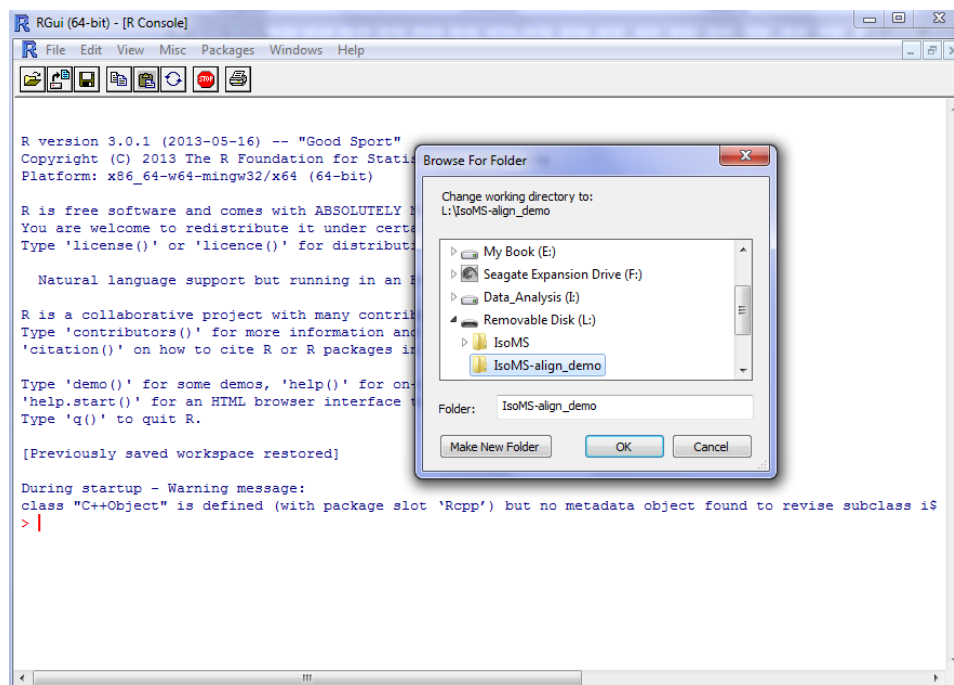 RGui (64-bit) - [R Console]
File Edit View Misc Packages Windows Help
STOP
R version 3.0.1 (2013-05-16) -- "Good Sport"
Copyright (C) 2013 The R Foundation for
Platform: x86_64-w64-mingw32/x64 (64-bit)
R is free software and comes with ABSOLUTELY
You are welcome to redistribute it under
Type 'license()' or 'licence()' for
Natural language support but running in an
R is a collaborative project with many
Type 'contributors()' for more information and
'citation()' on how to cite R or R packages
Type 'demo()' for some demos, 'help()' for
'help.start()' for an HTML browser interface
Type 'q()' to quit R.
[Previously saved workspace restored]
During startup - Warning message:
class "C++Object" is defined (with package slot ‘Rcpp’) but no metadata object found to revise subclass i$
>
Browse For Folder
Change working directory to:
L:\IsoMS-align_demo
My Book (E:)
Seagate Expansion Drive (F:)
Data_Analysis (I:)
Removable Disk (L:)
IsoMS
IsoMS-align_demo
Folder: IsoMS-align_demo
Make New Folder OK Cancel